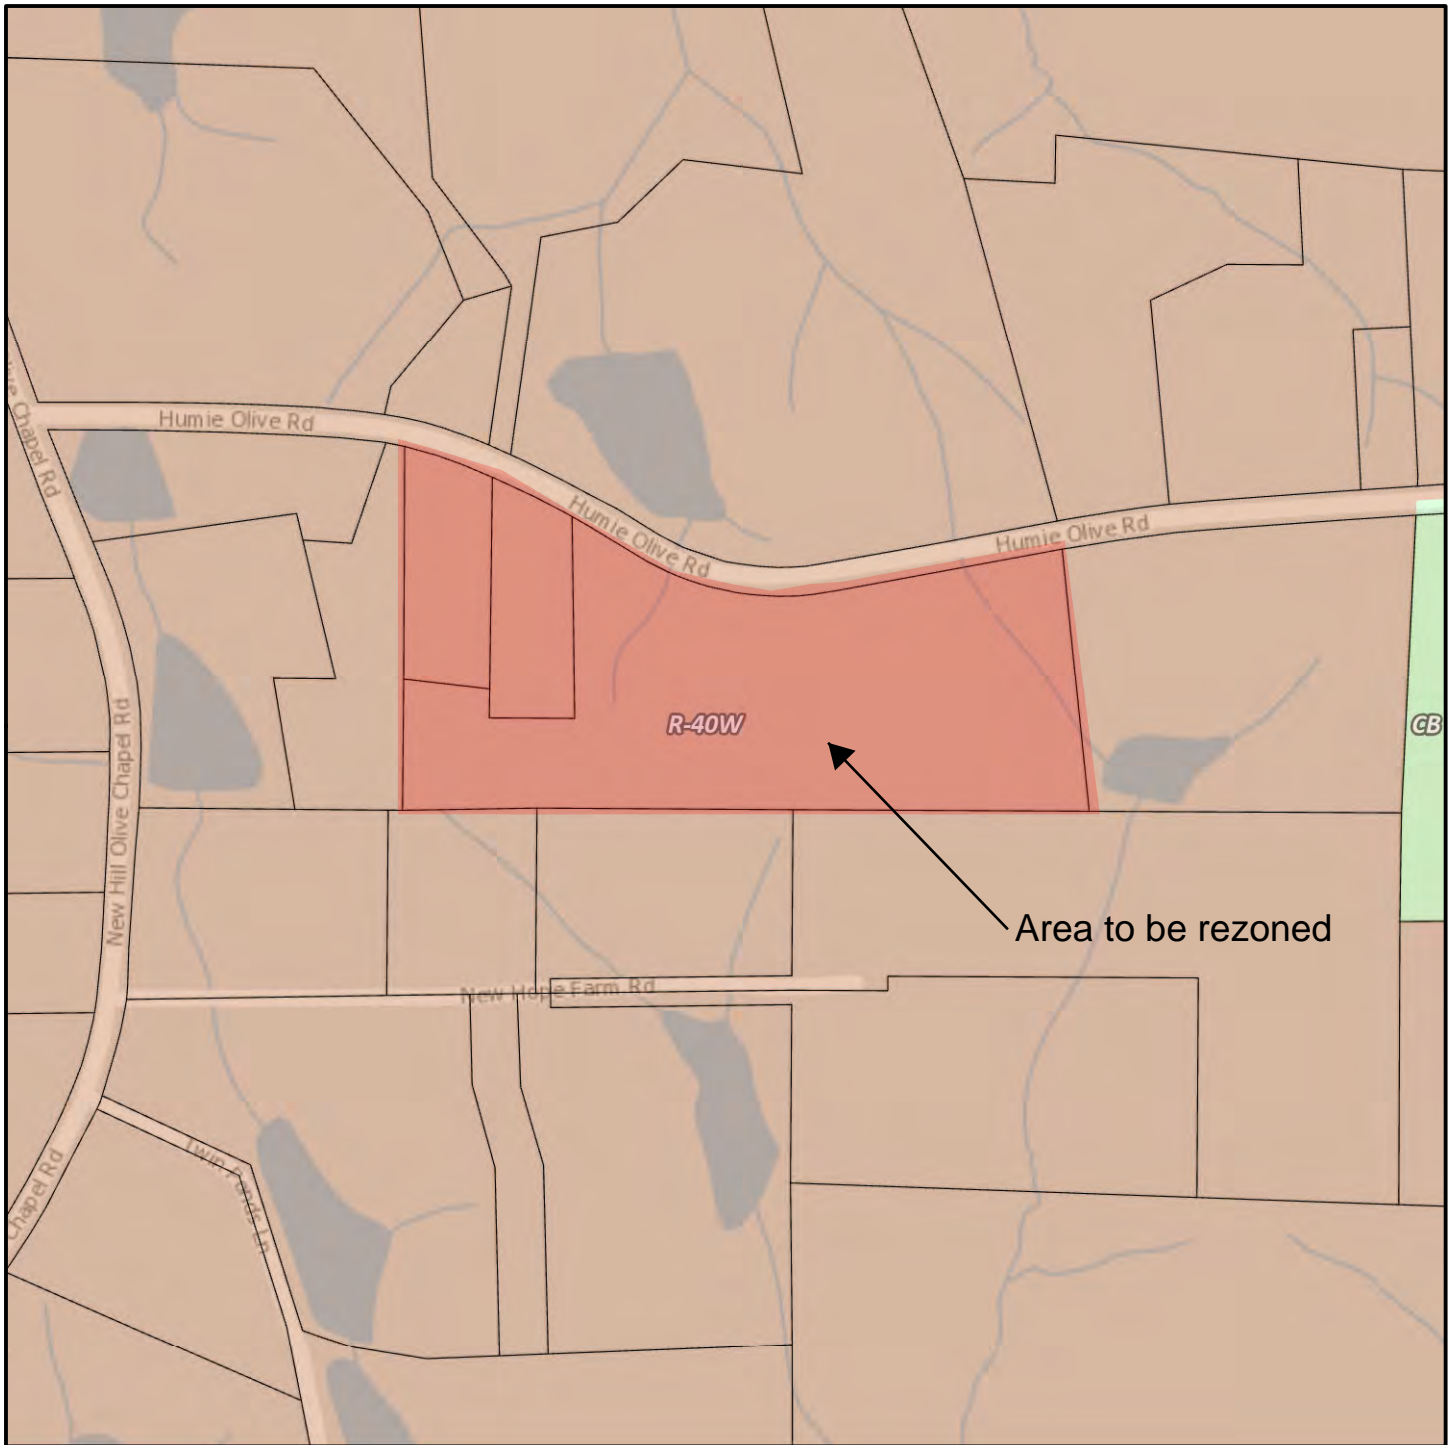 Humie Olive Rd
Chapel Rd
Humie Olive Rd
Humie Olive Rd
R-40W
CB
New Hill Olive Chapel Rd
Area to be rezoned
New Hope Farm Rd
Twin Ponds Ln
Chapel Rd